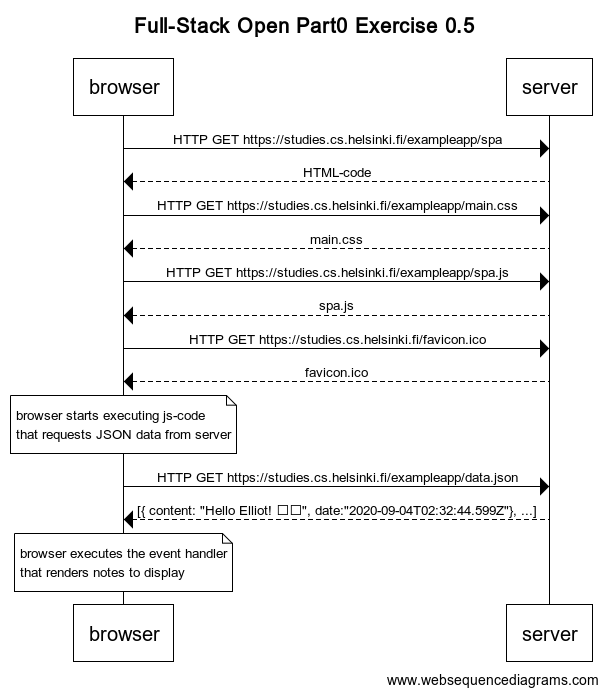 Full-Stack Open Part0 Exercise 0.5
browser
server
HTTP GET https://studies.cs.helsinki.fi/exampleapp/spa
HTML-code
HTTP GET https://studies.cs.helsinki.fi/exampleapp/main.css
main.css
HTTP GET https://studies.cs.helsinki.fi/exampleapp/spa.js
spa.js
HTTP GET https://studies.cs.helsinki.fi/favicon.ico
favicon.ico
browser starts executing js-code
that requests JSON data from server
HTTP GET https://studies.cs.helsinki.fi/exampleapp/data.json
[{ content: "Hello Elliot! □□", date:"2020-09-04T02:32:44.599Z"}, ...]
browser executes the event handler
that renders notes to display
browser
server
www.websequencediagrams.com